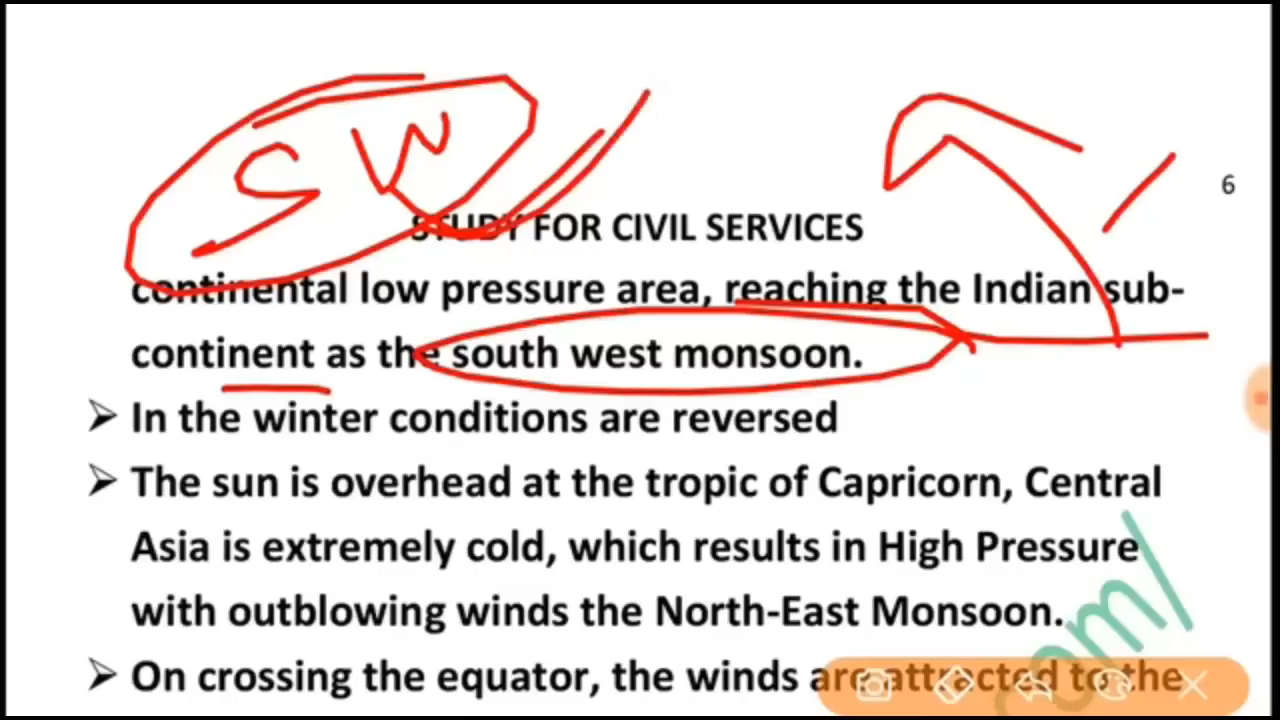 SW
6
STUDY FOR CIVIL SERVICES
continental low pressure area, reaching the Indian sub-
continent as the south west monsoon.
➢ In the winter conditions are reversed
➢ The sun is overhead at the tropic of Capricorn, Central
Asia is extremely cold, which results in High Pressure
with outblowing winds the North-East Monsoon.
➢ On crossing the equator, the winds are attracted to the
com/